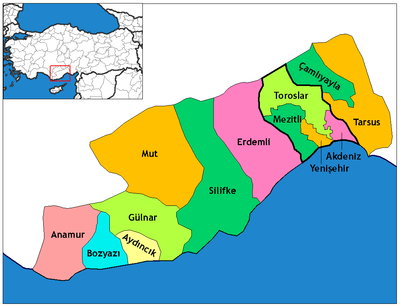 Çamlıyayla
Toroslar
Mezitli
Tarsus
Erdemli
Mut
Akdeniz
Yenişehir
Silifke
Gülnar
Anamur
Aydıncık
Bozyazı